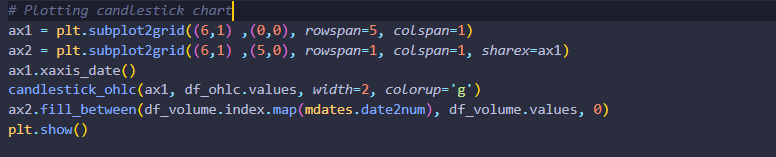 # Plotting candlestick chart
ax1 = plt.subplot2grid((6,1) ,(0,0), rowspan=5, colspan=1)
ax2 = plt.subplot2grid((6,1) ,(5,0), rowspan=1, colspan=1, sharex=ax1)
ax1.xaxis_date()
candlestick_ohlc(ax1, df_ohlc.values, width=2, colorup='g')
ax2.fill_between(df_volume.index.map(mdates.date2num), df_volume.values, 0)
plt.show()